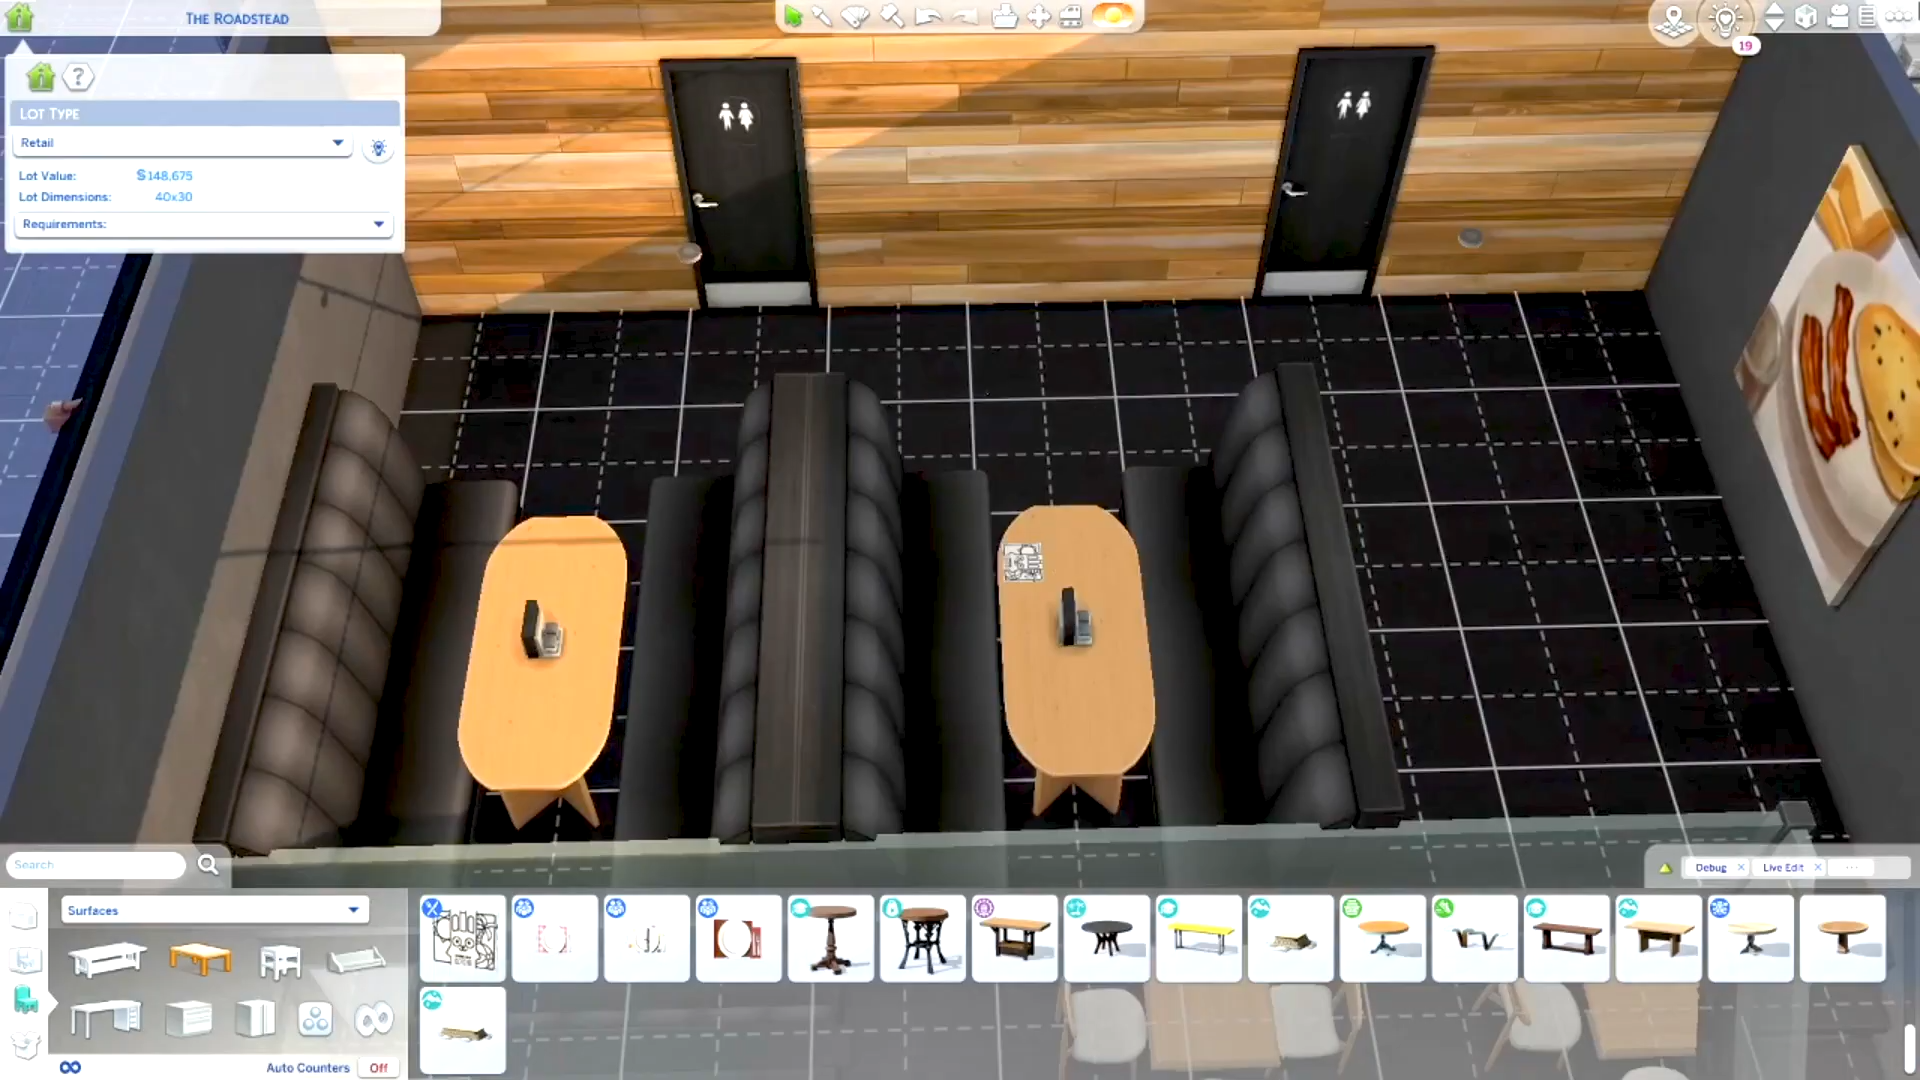 THE ROADSTEAD
19
LOT TYPE
Retail
Lot Value: §148,675
Lot Dimensions: 40x30
Requirements:
Search
Debug
Live Edit
Surfaces
Auto Counters Off